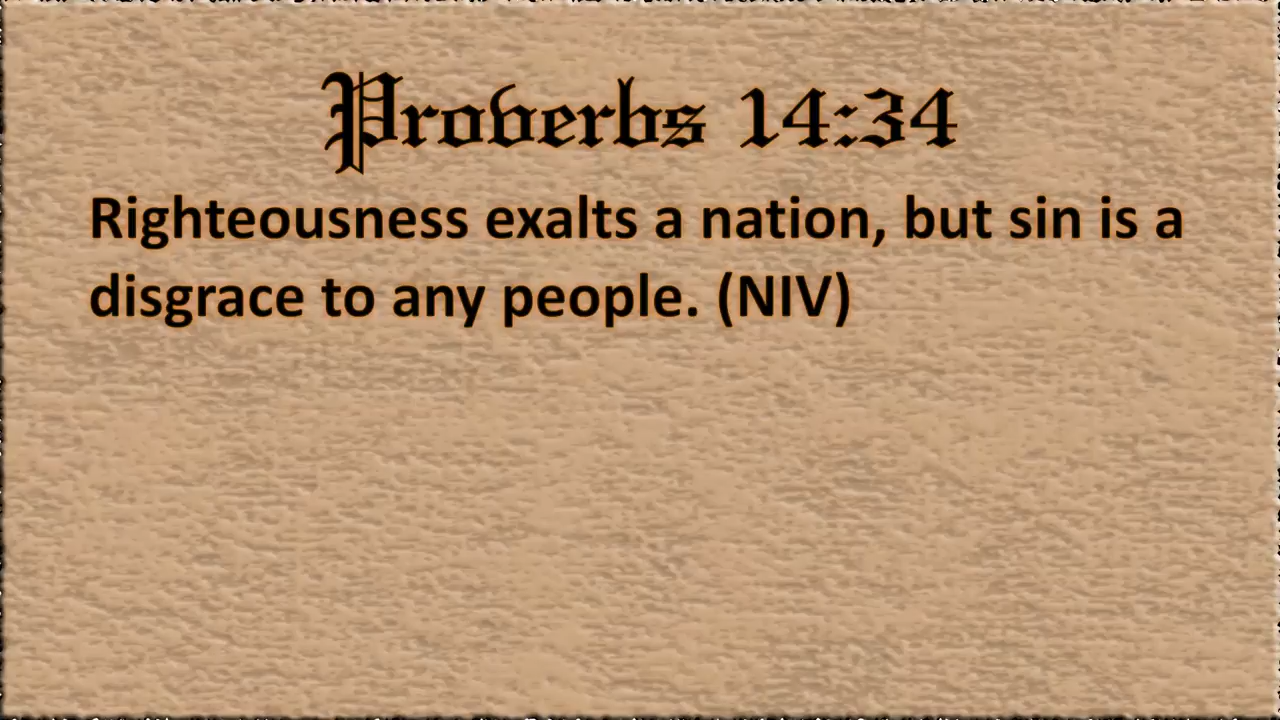 Proverbs 14:34
Righteousness exalts a nation, but sin is a
disgrace to any people. (NIV)